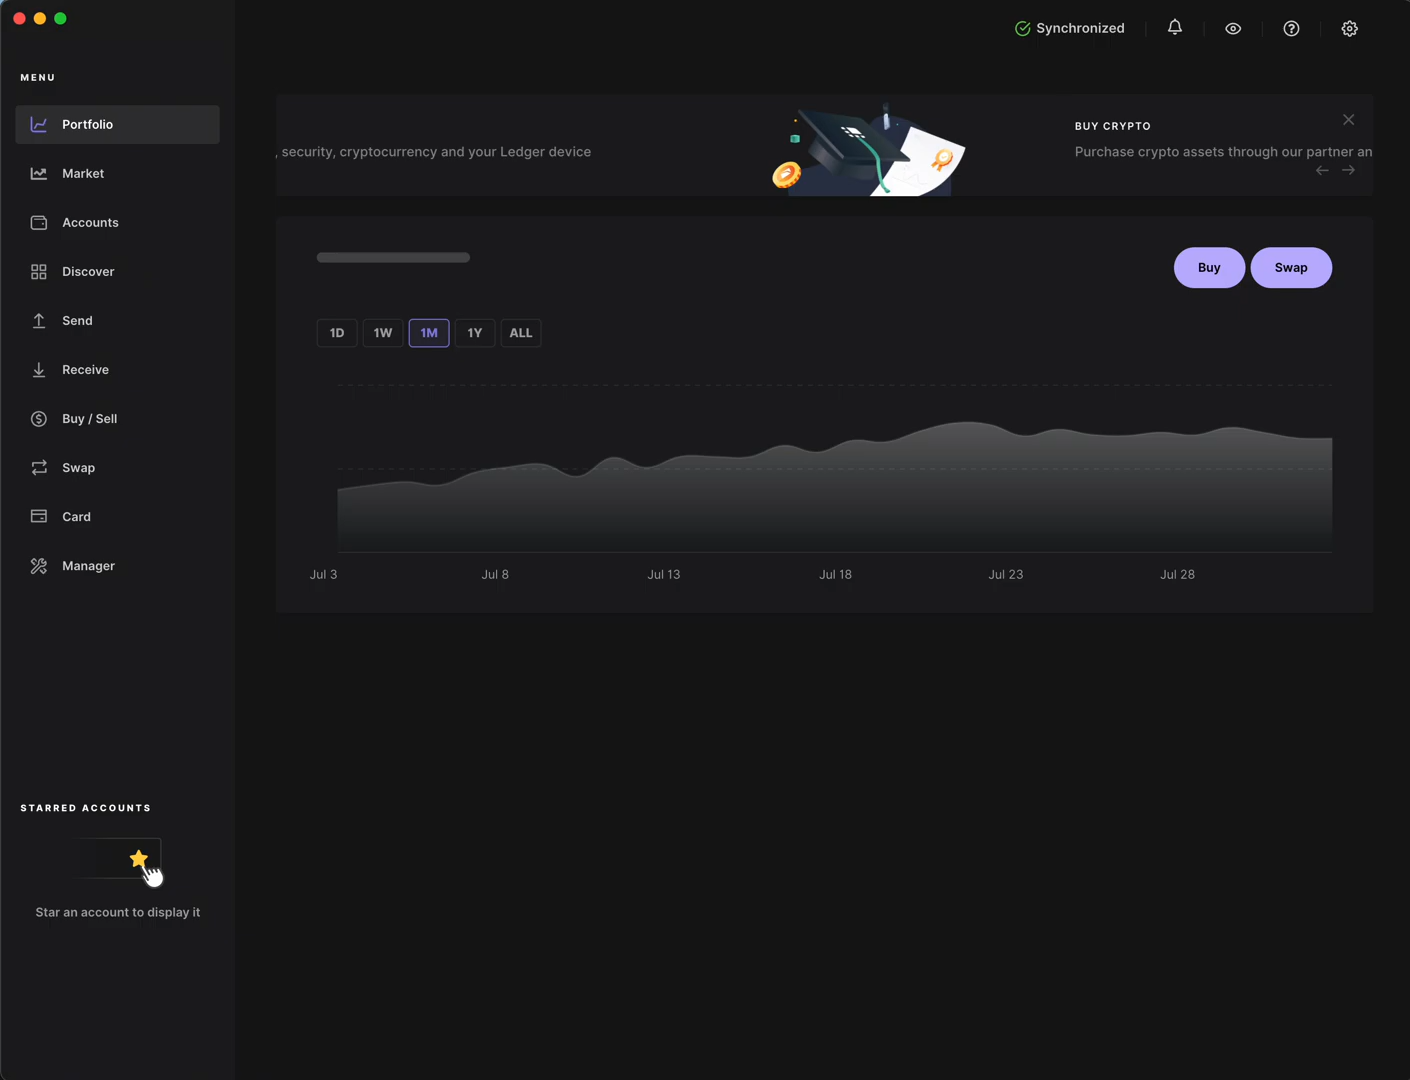 Synchronized
MENU
Portfolio
Market
Accounts
Discover
Send
Receive
Buy / Sell
Swap
Card
Manager
STARRED ACCOUNTS
Star an account to display it
, security, cryptocurrency and your Ledger device
BUY CRYPTO
Purchase crypto assets through our partner an
Buy Swap
1D 1W 1M 1Y ALL
Jul 3 Jul 8 Jul 13 Jul 18 Jul 23 Jul 28